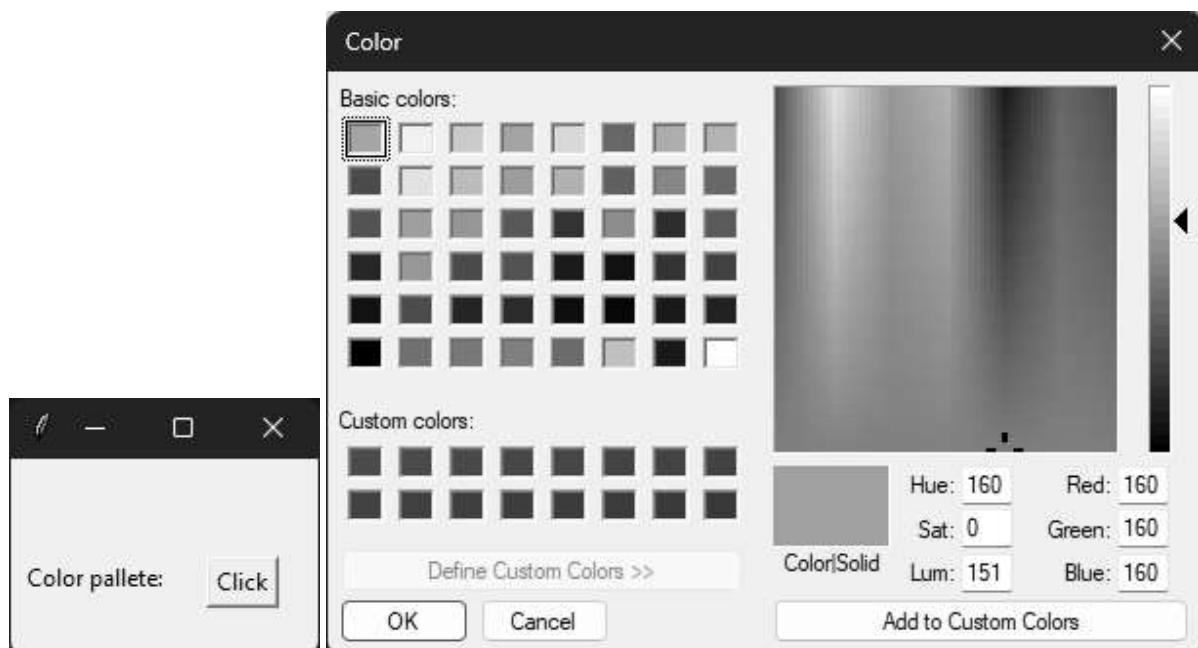 Color
Basic colors:
Custom colors:
Define Custom Colors >>
OK
Cancel
Color|Solid
Hue: 160
Sat: 0
Lum: 151
Red: 160
Green: 160
Blue: 160
Add to Custom Colors
Color pallete:
Click